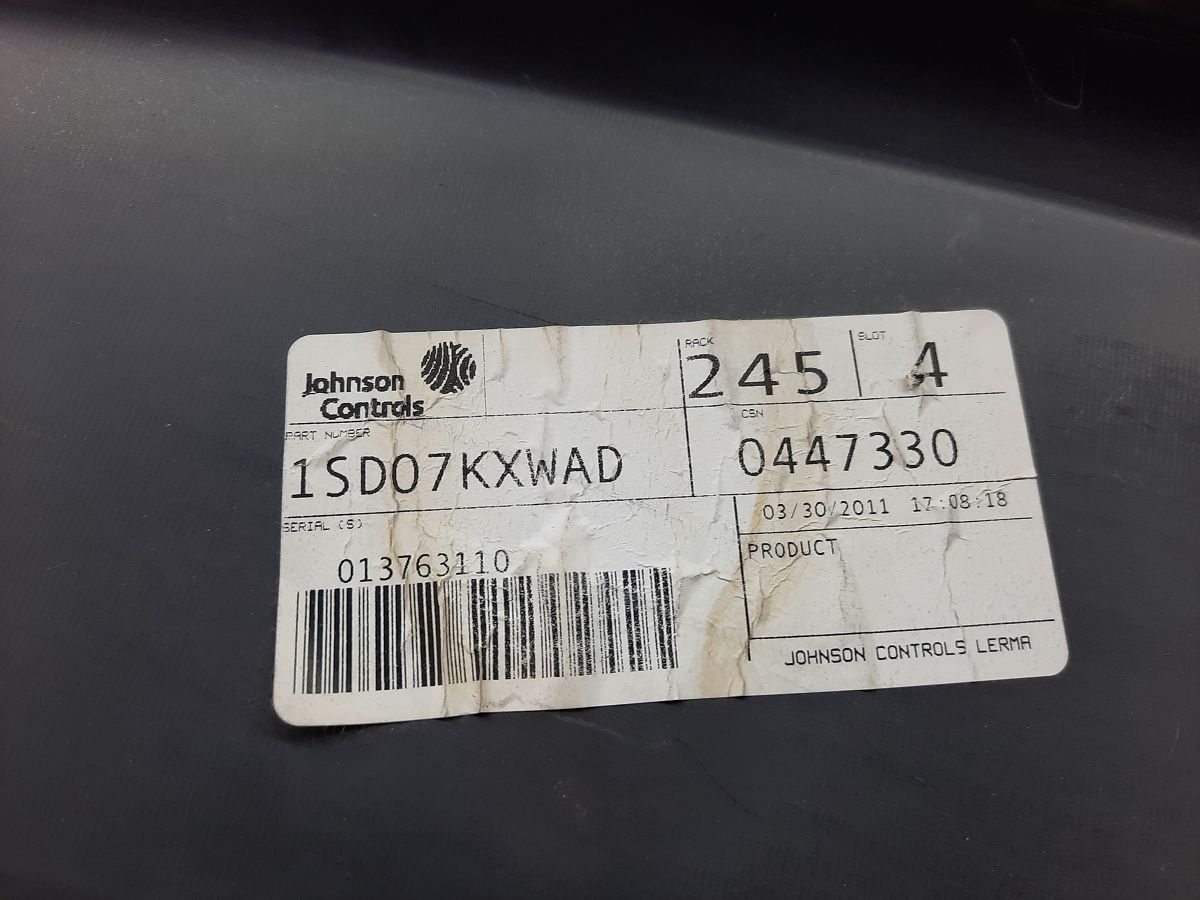 Johnson
Controls
RACK
245
SLOT
4
PART NUMBER
1SD07KXWAD
CSN
0447330
SERIAL (S)
013763110
03/30/2011 17:08:18
PRODUCT
JOHNSON CONTROLS LERMA